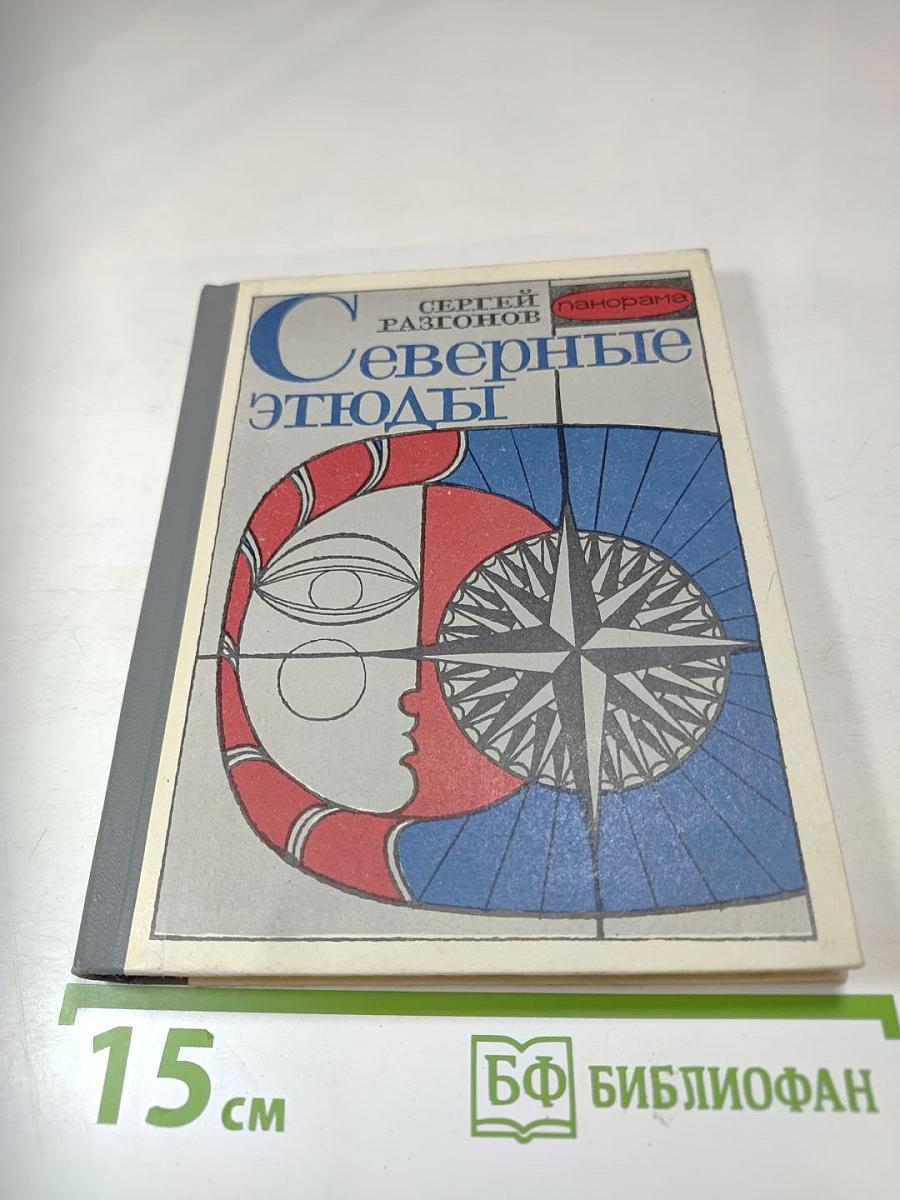 СЕРГЕЙ
РАЗГОНОВ
панорама
Северные
этюды
15 см
БФ БИБЛИОФАН